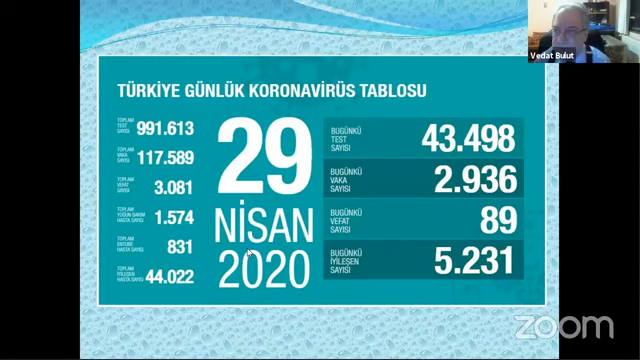 Vedat Bulut
TÜRKİYE GÜNLÜK KORONAVİRÜS TABLOSU
TOPLAM
TEST
SAYISI
991.613
TOPLAM
VAKA
SAYISI
117.589
TOPLAM
VEFAT
SAYISI
3.081
TOPLAM
YOĞUN BAKIM
HASTA SAYISI
1.574
TOPLAM
ENTUBE
HASTA SAYISI
831
TOPLAM
İYİLEŞEN
HASTA SAYISI
44.022
29
NİSAN
2020
BUGÜNKÜ
TEST
SAYISI
43.498
BUGÜNKÜ
VAKA
SAYISI
2.936
BUGÜNKÜ
VEFAT
SAYISI
89
BUGÜNKÜ
İYİLEŞEN
SAYISI
5.231
zoom